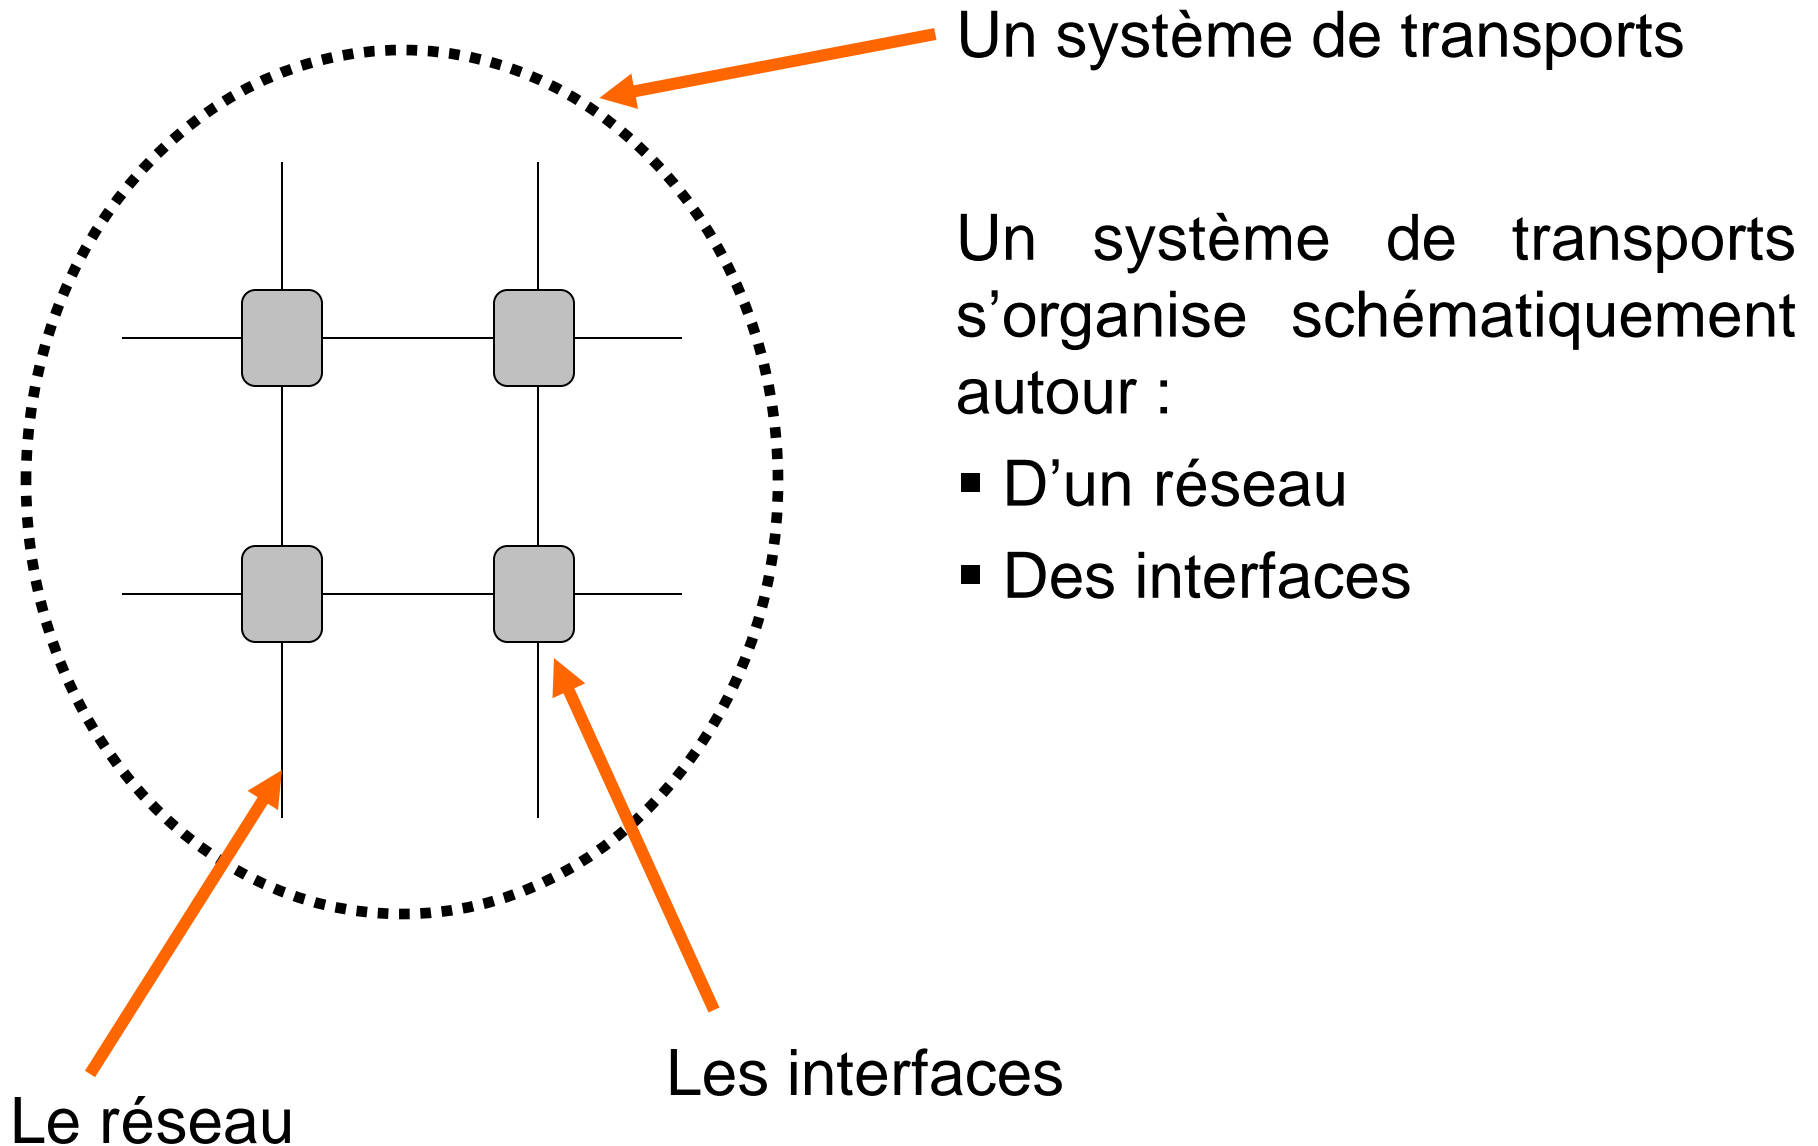 Un système de transports
Un système de transports
s’organise schématiquement
autour :
▪ D’un réseau
▪ Des interfaces
Les interfaces
Le réseau